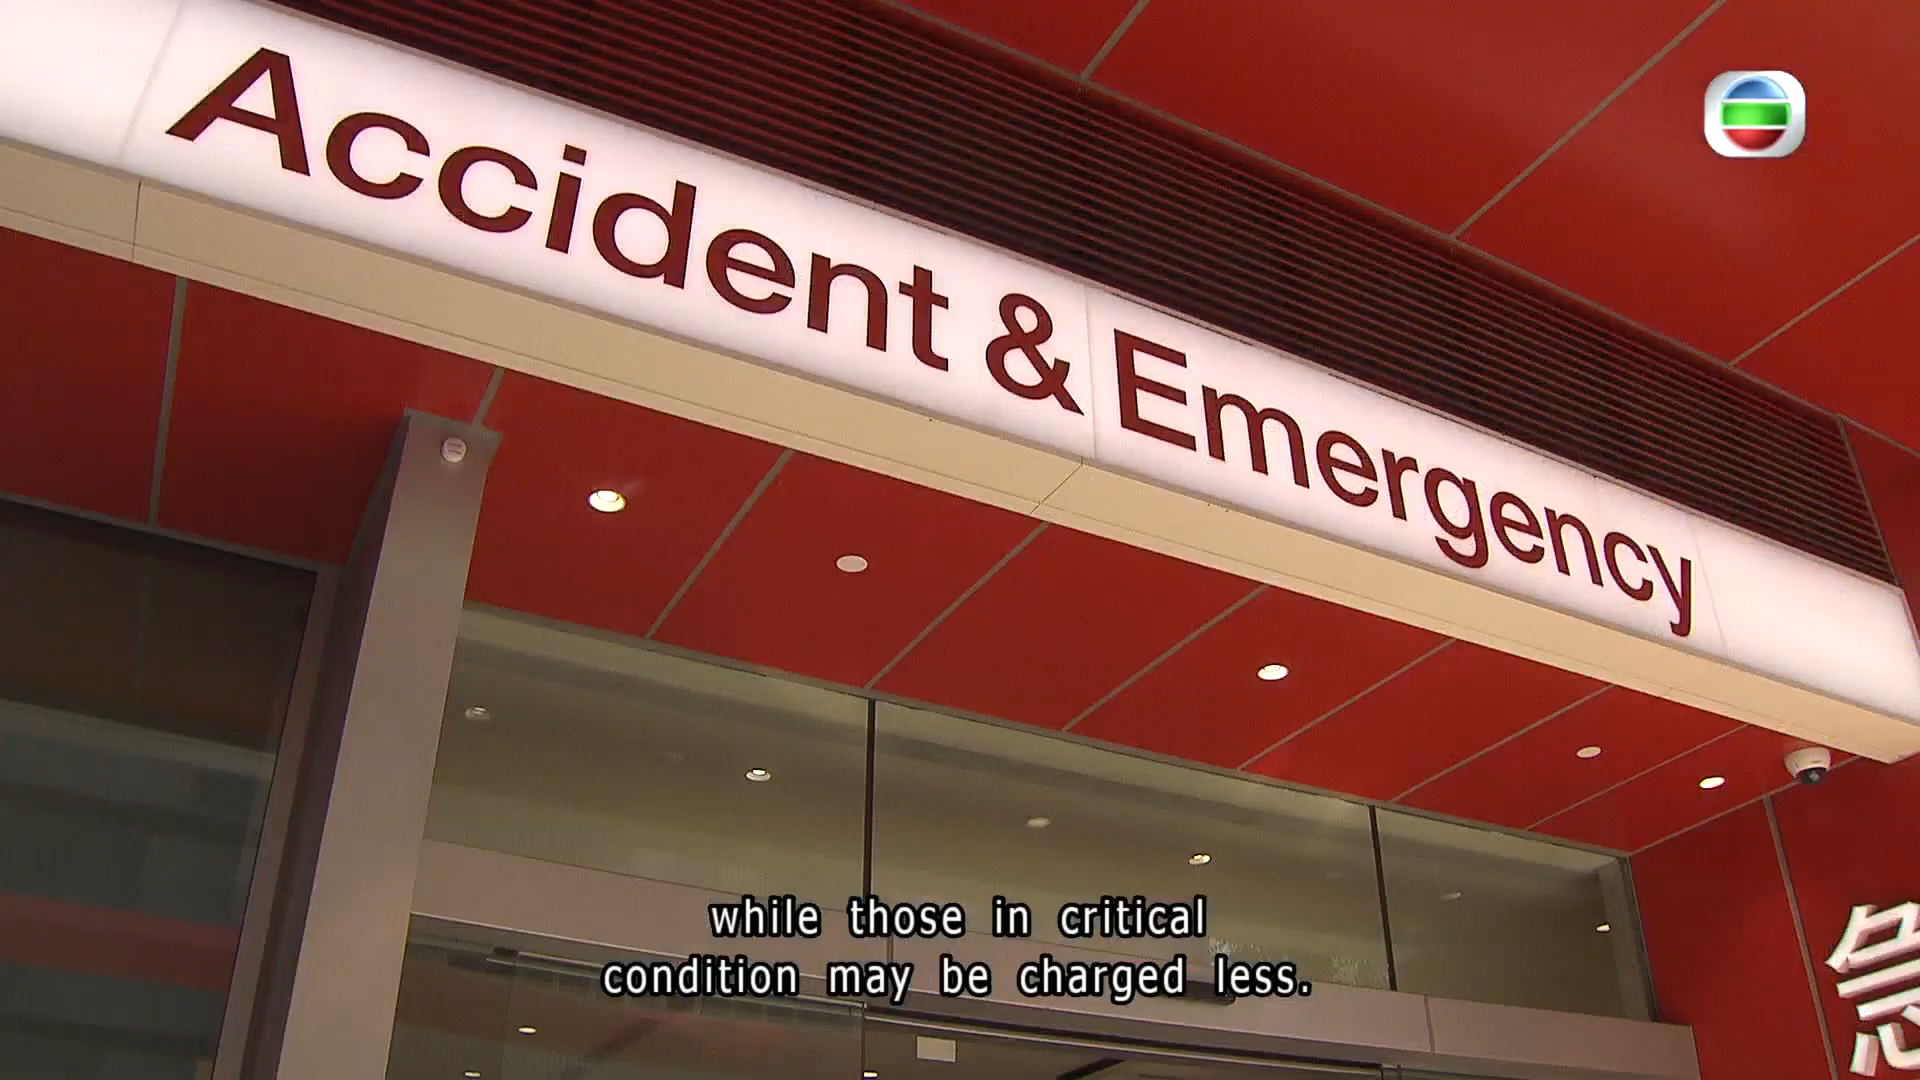 Accident & Emergency
急
while those in critical
condition may be charged less.